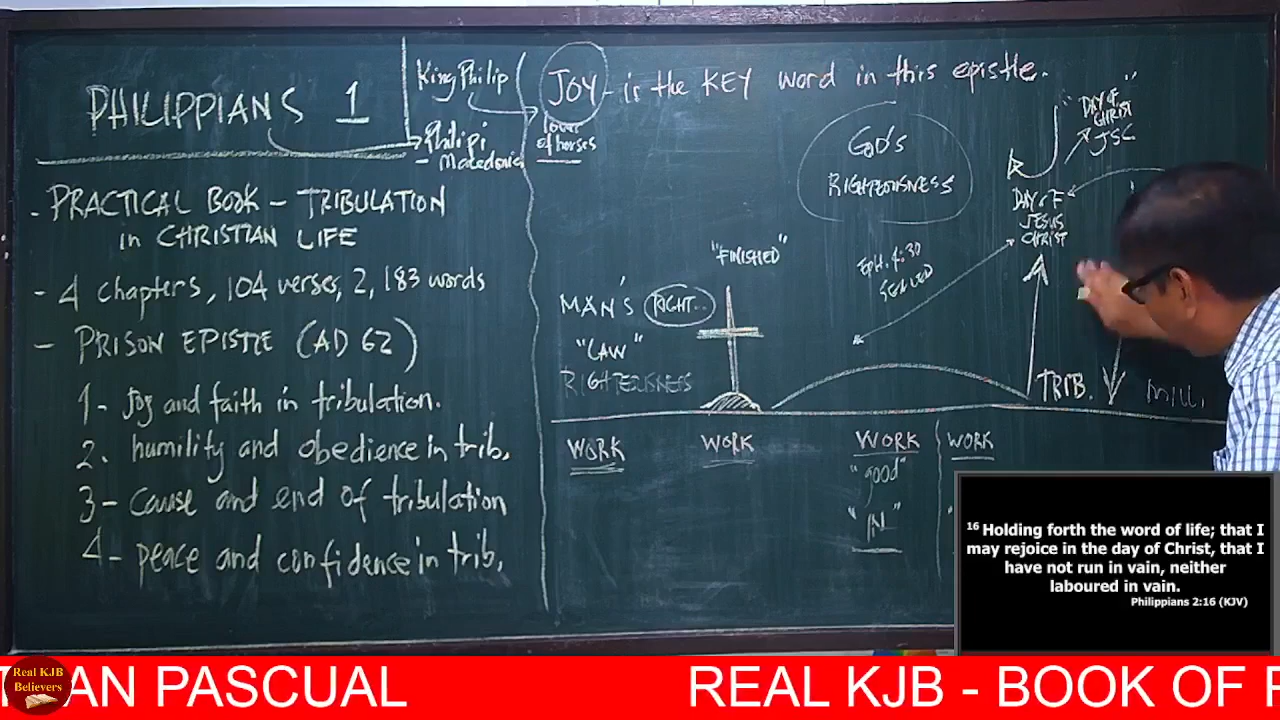 PHILIPPIANS 1
King Philip
Philipi
- Macedonia
lover
of horses
JOY - is the KEY word in this epistle.
- PRACTICAL BOOK - TRIBULATION
in CHRISTIAN LIFE
- 4 chapters, 104 verses, 2,183 words
- PRISON EPISTLE (AD 62)
1 - joy and faith in tribulation.
2. humility and obedience in trib.
3 - cause and end of tribulation
4 - peace and confidence in trib.
GOD'S
RIGHTEOUSNESS
"DAY OF
CHRIST"
JSC
DAY OF
JESUS
CHRIST
"FINISHED"
EpH. 4:30
SEALED
MAN'S RIGHT...
"LAW"
RIGHTEOUSNESS
TRIB.
MILL.
WORK
WORK
WORK
"good"
"IN"
WORK
16 Holding forth the word of life; that I
may rejoice in the day of Christ, that I
have not run in vain, neither
laboured in vain.
Philippians 2:16 (KJV)
Real KJB
Believers
AN PASCUAL
REAL KJB - BOOK OF